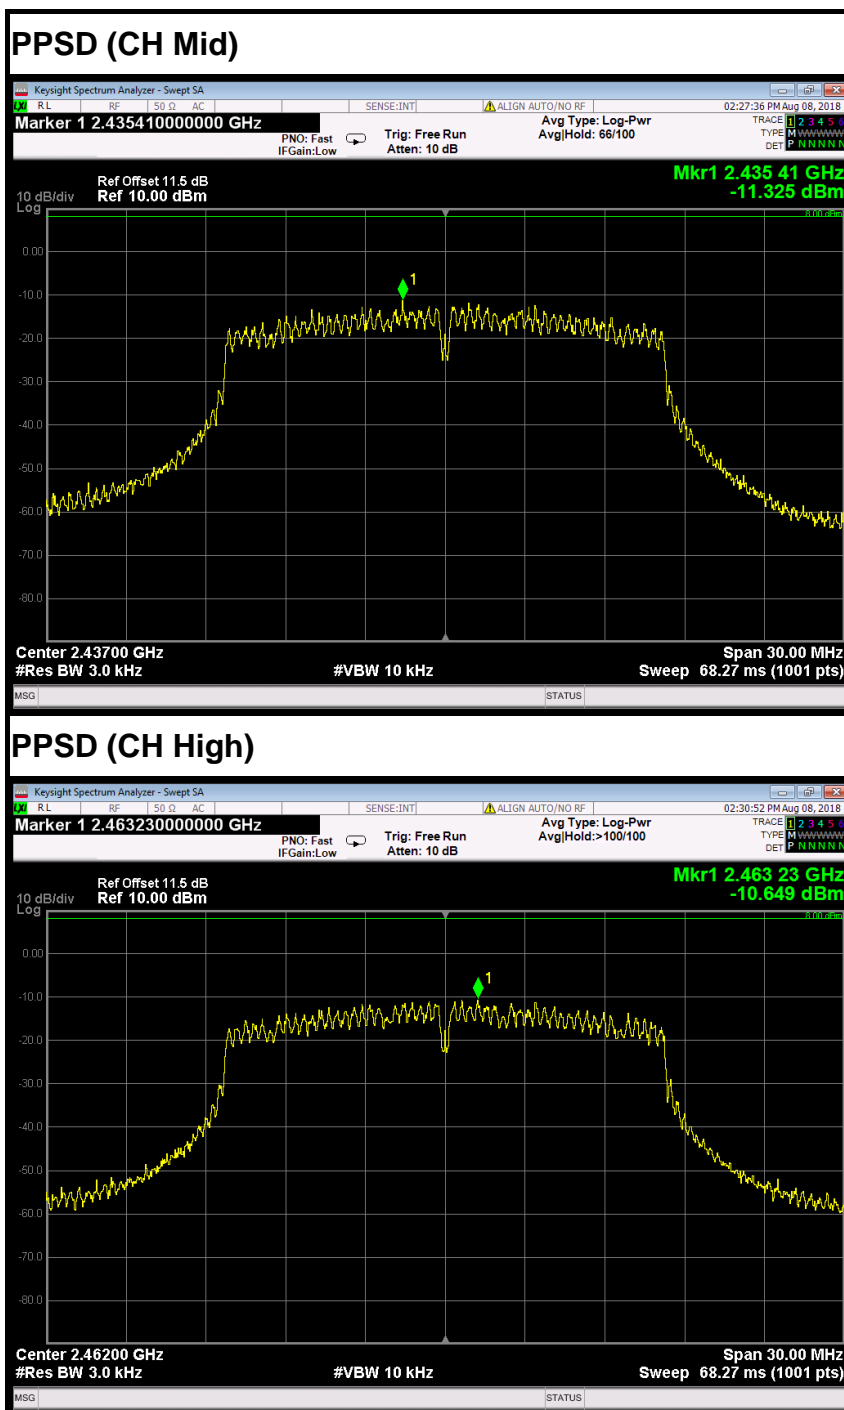 PPSD (CH Mid)
Keysight Spectrum Analyzer - Swept SA
LXI RL RF 50 Ω AC SENSE:INT ALIGN AUTO/NO RF 02:27:36 PM Aug 08, 2018
Marker 1 2.435410000000 GHz
PNO: Fast
IFGain:Low
Trig: Free Run
Atten: 10 dB
Avg Type: Log-Pwr
Avg|Hold: 66/100
TRACE 1 2 3 4 5 6
TYPE M WWWWW
DET P N N N N N
Mkr1 2.435 41 GHz
-11.325 dBm
Ref Offset 11.5 dB
10 dB/div Ref 10.00 dBm
Log
8.00 dBm
0.00
1
-10.0
-20.0
-30.0
-40.0
-50.0
-60.0
-70.0
-80.0
Center 2.43700 GHz Span 30.00 MHz
#Res BW 3.0 kHz #VBW 10 kHz Sweep 68.27 ms (1001 pts)
MSG STATUS
PPSD (CH High)
Keysight Spectrum Analyzer - Swept SA
LXI RL RF 50 Ω AC SENSE:INT ALIGN AUTO/NO RF 02:30:52 PM Aug 08, 2018
Marker 1 2.463230000000 GHz
PNO: Fast
IFGain:Low
Trig: Free Run
Atten: 10 dB
Avg Type: Log-Pwr
Avg|Hold:>100/100
TRACE 1 2 3 4 5 6
TYPE M WWWWW
DET P N N N N N
Mkr1 2.463 23 GHz
-10.649 dBm
Ref Offset 11.5 dB
10 dB/div Ref 10.00 dBm
Log
8.00 dBm
0.00
1
-10.0
-20.0
-30.0
-40.0
-50.0
-60.0
-70.0
-80.0
Center 2.46200 GHz Span 30.00 MHz
#Res BW 3.0 kHz #VBW 10 kHz Sweep 68.27 ms (1001 pts)
MSG STATUS